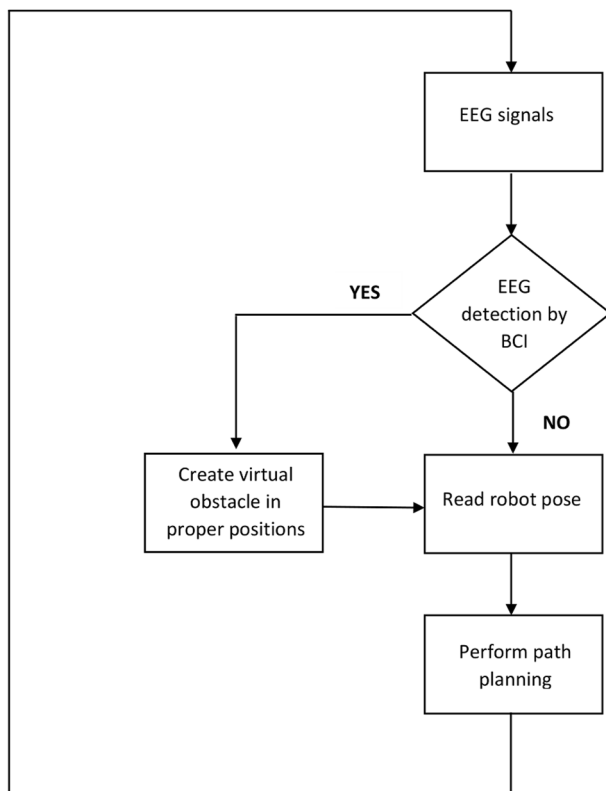 EEG signals
EEG
detection by
BCI
YES
NO
Create virtual
obstacle in
proper positions
Read robot pose
Perform path
planning